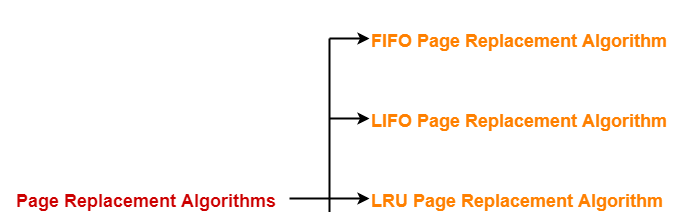 FIFO Page Replacement Algorithm
LIFO Page Replacement Algorithm
Page Replacement Algorithms
LRU Page Replacement Algorithm